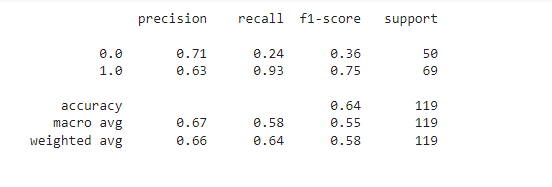 precision recall f1-score support
0.0 0.71 0.24 0.36 50
1.0 0.63 0.93 0.75 69
accuracy 0.64 119
macro avg 0.67 0.58 0.55 119
weighted avg 0.66 0.64 0.58 119